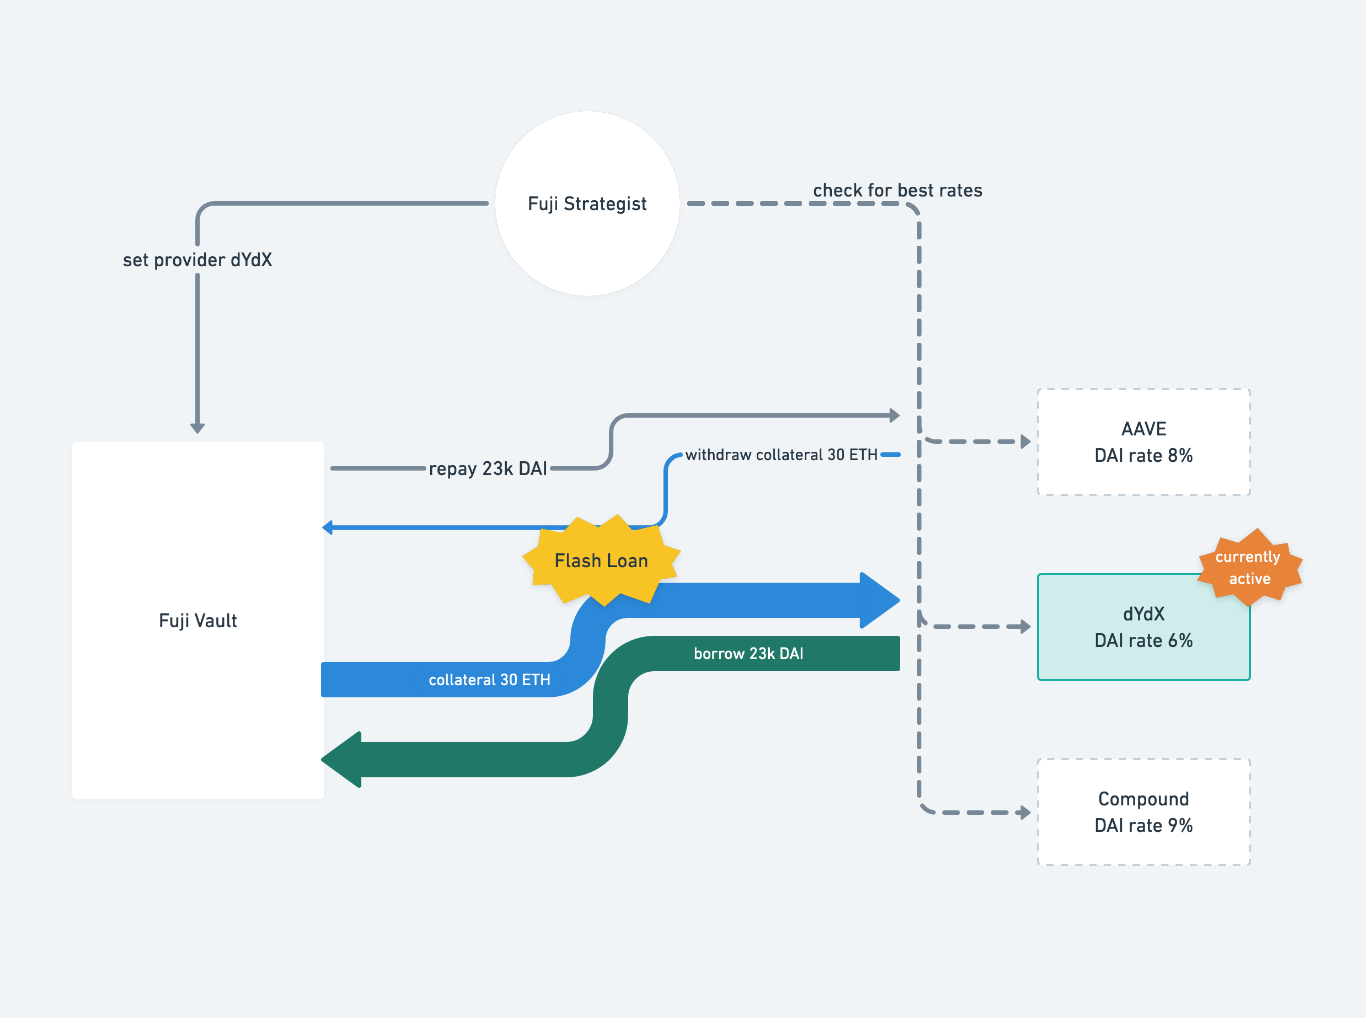 check for best rates
Fuji Strategist
set provider dYdX
repay 23k DAI
withdraw collateral 30 ETH
Flash Loan
Fuji Vault
collateral 30 ETH
borrow 23k DAI
AAVE
DAI rate 8%
currently
active
dYdX
DAI rate 6%
Compound
DAI rate 9%